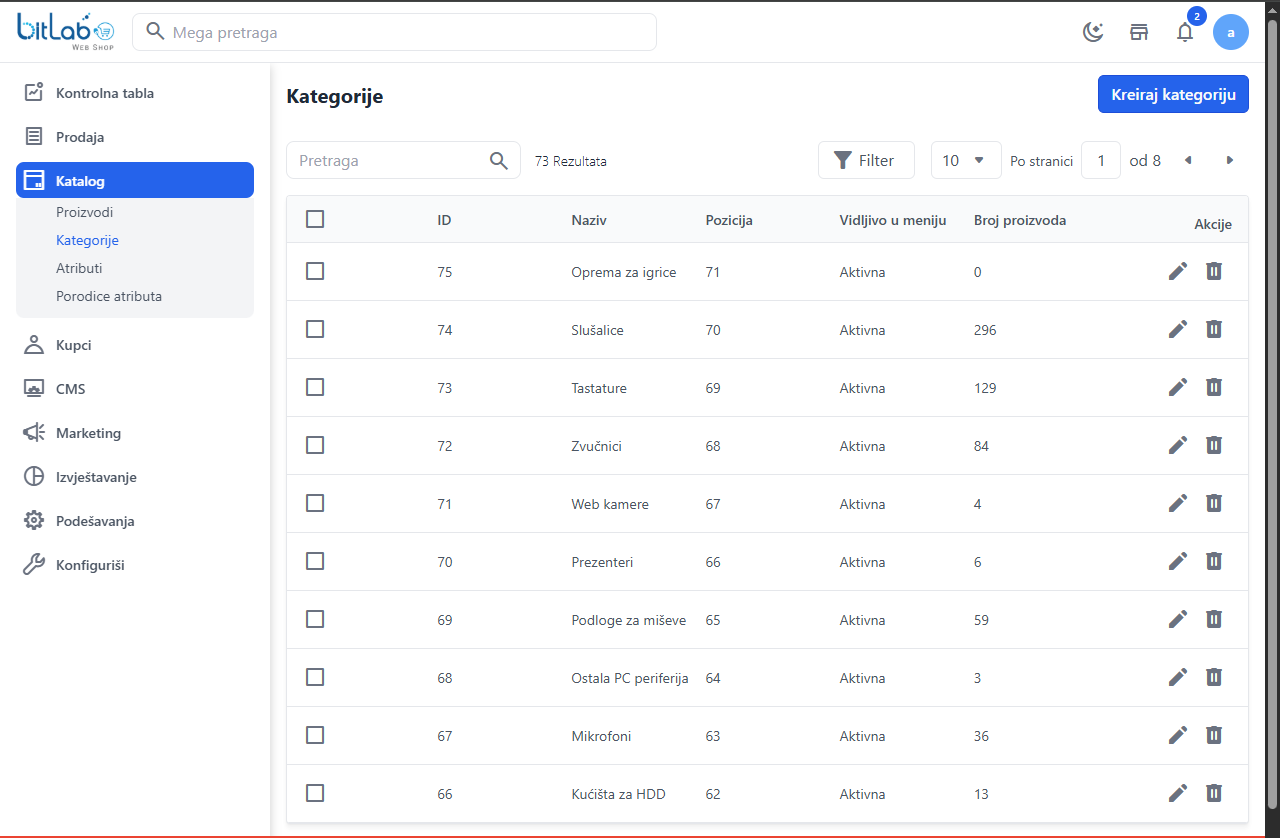 bitLab
WEB SHOP
Mega pretraga
2
a
Kontrolna tabla
Prodaja
Katalog
Proizvodi
Kategorije
Atributi
Porodice atributa
Kupci
CMS
Marketing
Izvještavanje
Podešavanja
Konfiguriši
Kategorije
Kreiraj kategoriju
Pretraga
73 Rezultata
Filter
10
Po stranici
1
od 8
ID Naziv Pozicija Vidljivo u meniju Broj proizvoda Akcije
75 Oprema za igrice 71 Aktivna 0
74 Slušalice 70 Aktivna 296
73 Tastature 69 Aktivna 129
72 Zvučnici 68 Aktivna 84
71 Web kamere 67 Aktivna 4
70 Prezenteri 66 Aktivna 6
69 Podloge za miševe 65 Aktivna 59
68 Ostala PC periferija 64 Aktivna 3
67 Mikrofoni 63 Aktivna 36
66 Kućišta za HDD 62 Aktivna 13